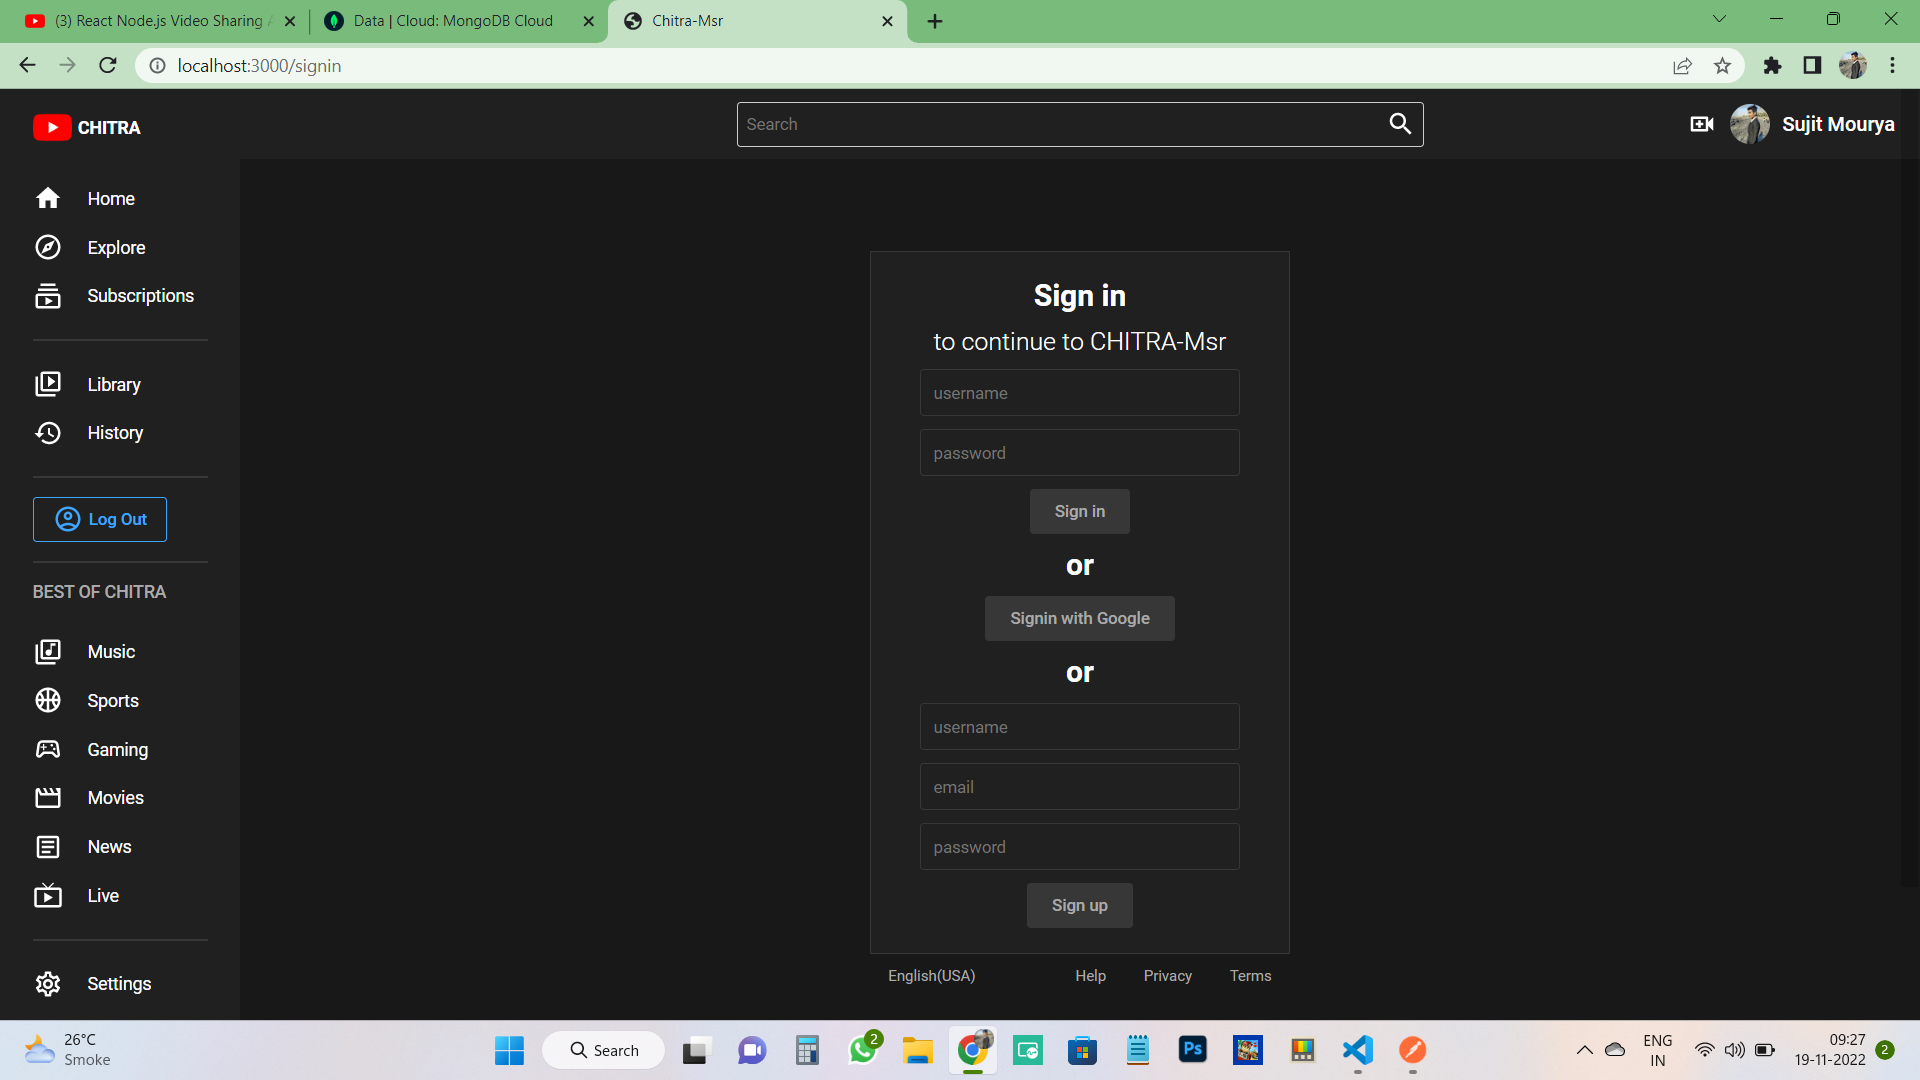 (3) React Node.js Video Sharing
Data | Cloud: MongoDB Cloud
Chitra-Msr
localhost:3000/signin
CHITRA
Search
Sujit Mourya
Home
Explore
Subscriptions
Library
History
Log Out
BEST OF CHITRA
Music
Sports
Gaming
Movies
News
Live
Settings
Sign in
to continue to CHITRA-Msr
username
password
Sign in
or
Signin with Google
or
username
email
password
Sign up
English(USA)
Help
Privacy
Terms
26°C
Smoke
Search
2
Ps
ENG
IN
09:27
19-11-2022
2